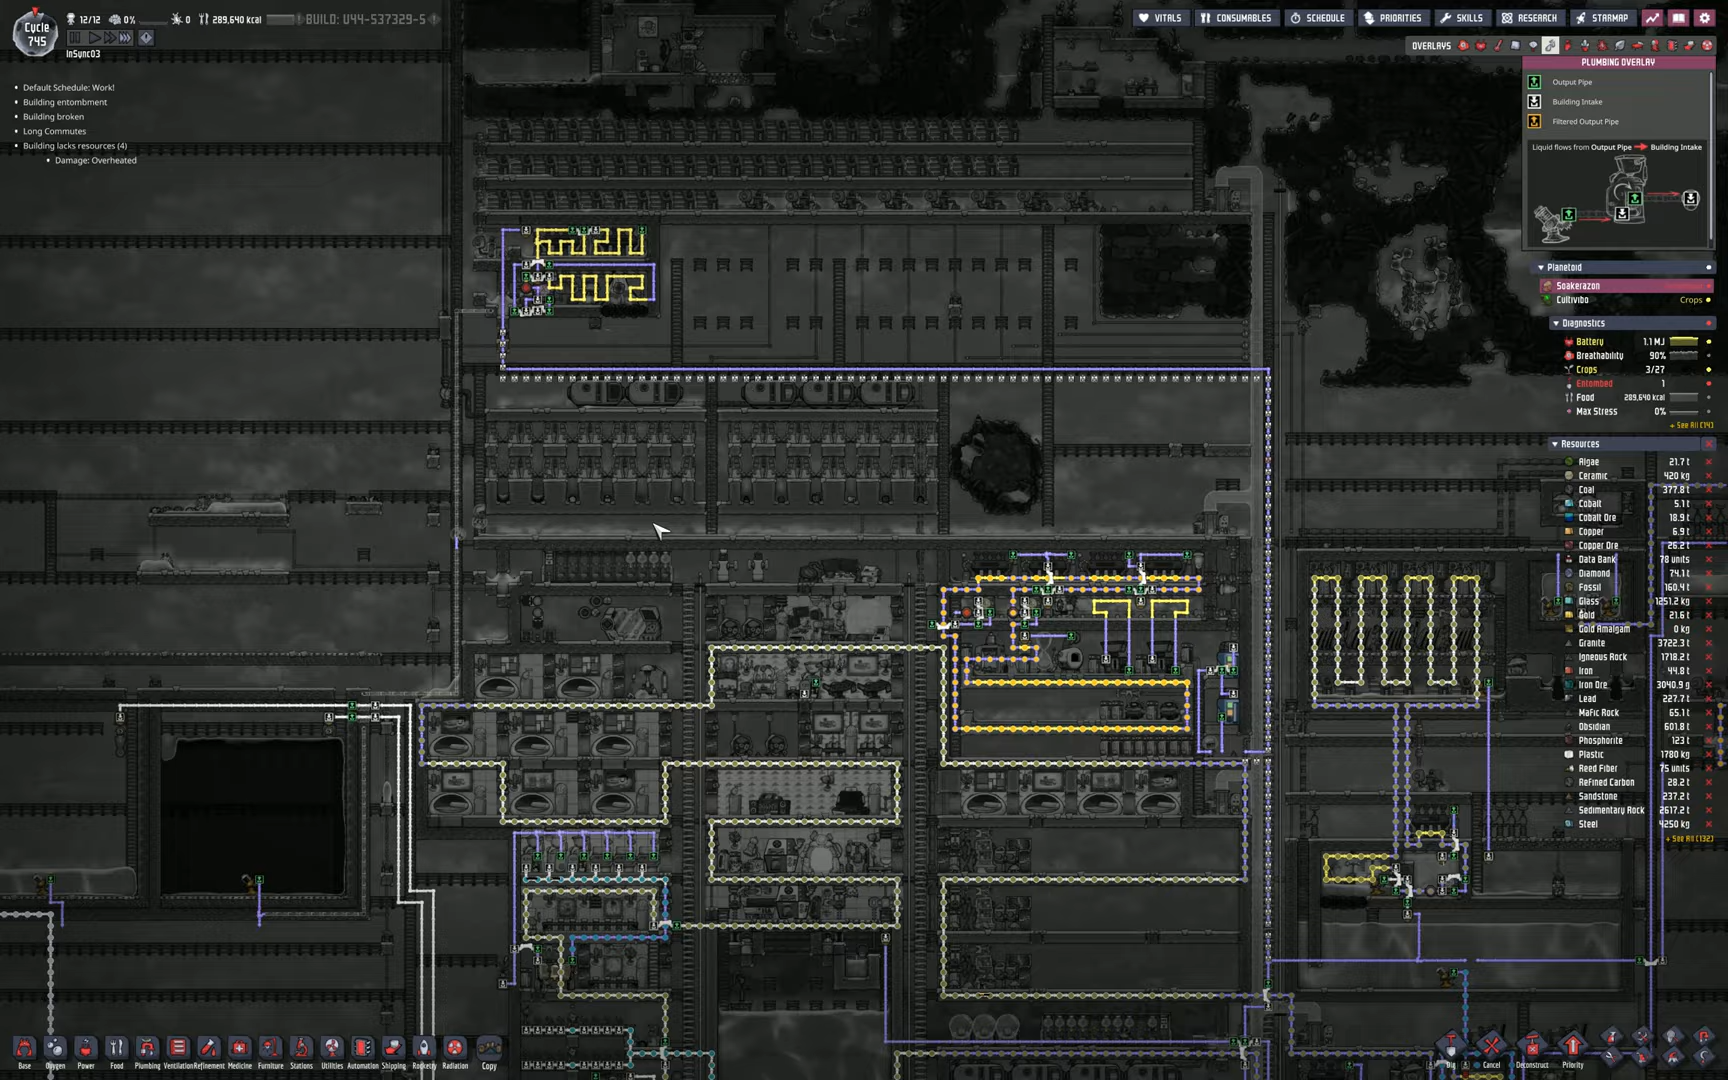 Cycle
745
12/12
0%
0
289,640 kcal
BUILD: U44-537329-S
InSync03
Default Schedule: Work!
Building entombment
Building broken
Long Commutes
Building lacks resources (4)
Damage: Overheated
VITALS
CONSUMABLES
SCHEDULE
PRIORITIES
SKILLS
RESEARCH
STARMAP
OVERLAYS
PLUMBING OVERLAY
Output Pipe
Building Intake
Filtered Output Pipe
Liquid flows from Output Pipe Building Intake
Planetoid
Soakerazon
Cultivibo Crops
Diagnostics
Battery 1.1 MJ
Breathability 90%
Crops 3/27
Entombed 1
Food 289,640 kcal
Max Stress 0%
+ See All (14)
Resources
Algae 21.7 t
Ceramic 420 kg
Coal 377.8 t
Cobalt 5.1 t
Cobalt Ore 18.9 t
Copper 6.9 t
Copper Ore 26.2 t
Data Bank 78 units
Diamond 74.1 t
Fossil 160.4 t
Glass 1251.2 kg
Gold 21.6 t
Gold Amalgam 0 kg
Granite 3722.3 t
Igneous Rock 1718.2 t
Iron 44.8 t
Iron Ore 3040.9 g
Lead 227.7 t
Mafic Rock 65.1 t
Obsidian 601.8 t
Phosphorite 123 t
Plastic 1780 kg
Reed Fiber 75 units
Refined Carbon 28.2 t
Sandstone 237.2 t
Sedimentary Rock 2617.2 t
Steel 4250 kg
+ See All (132)
Base
Oxygen
Power
Food
Plumbing
Ventilation
Refinement
Medicine
Furniture
Stations
Utilities
Automation
Shipping
Rocketry
Radiation
Copy
Dig
Cancel
Deconstruct
Priority